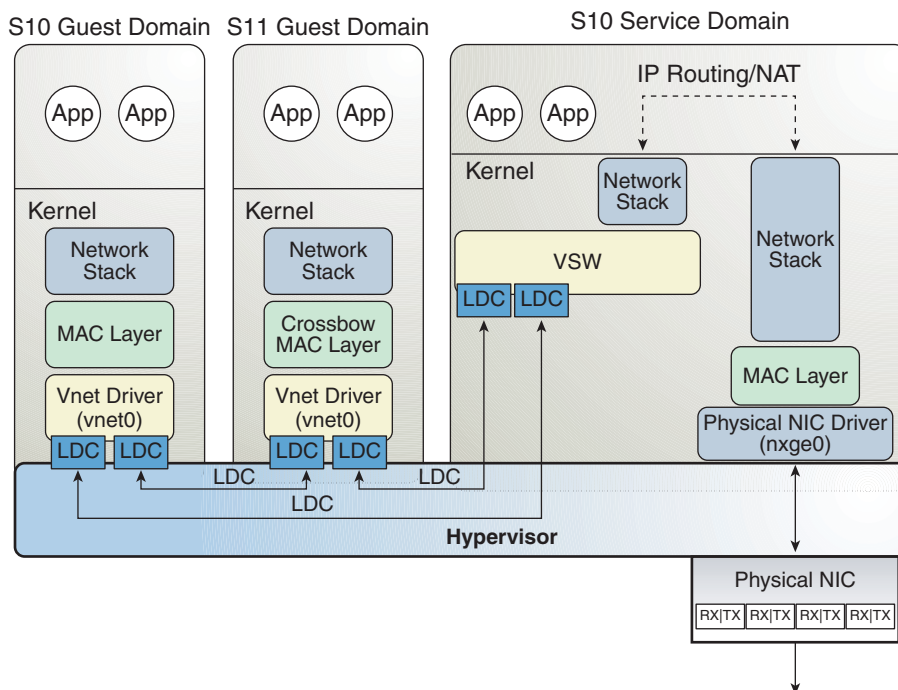 S10 Guest Domain
S11 Guest Domain
S10 Service Domain
IP Routing/NAT
App
App
App
App
App
App
Kernel
Kernel
Kernel
Network
Stack
MAC Layer
Vnet Driver
(vnet0)
LDC
LDC
Network
Stack
Crossbow
MAC Layer
Vnet Driver
(vnet0)
LDC
LDC
Network
Stack
VSW
LDC
LDC
Network
Stack
MAC Layer
Physical NIC Driver
(nxge0)
LDC
LDC
LDC
Hypervisor
Physical NIC
RX|TX
RX|TX
RX|TX
RX|TX